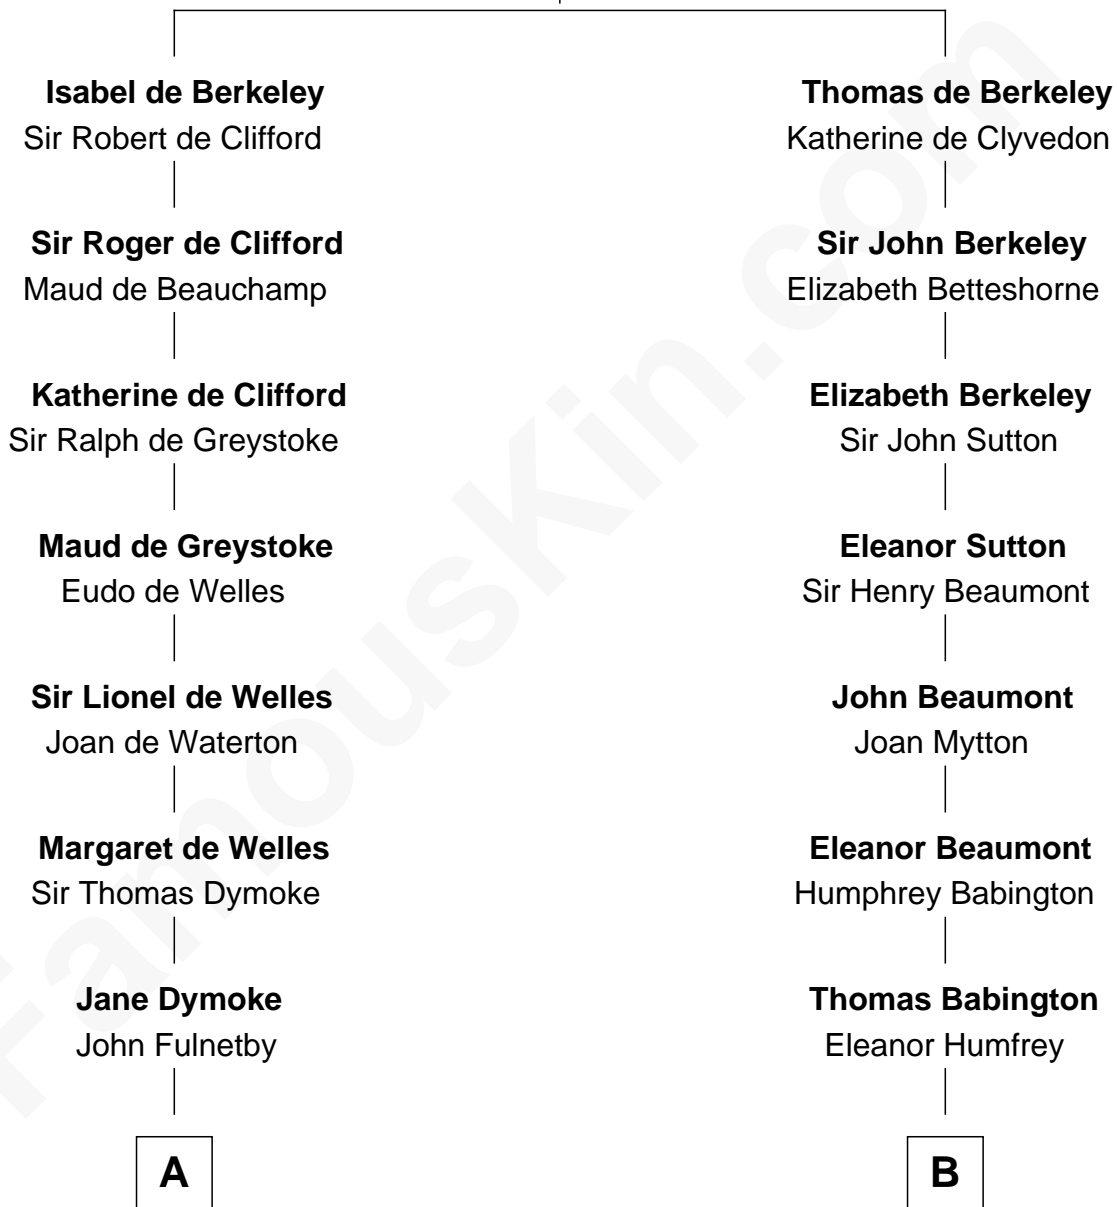 Isabel de Berkeley
Sir Robert de Clifford
Sir Roger de Clifford
Maud de Beauchamp
Katherine de Clifford
Sir Ralph de Greystoke
Maud de Greystoke
Eudo de Welles
Sir Lionel de Welles
Joan de Waterton
Margaret de Welles
Sir Thomas Dymoke
Jane Dymoke
John Fulnetby
A
Thomas de Berkeley
Katherine de Clyvedon
Sir John Berkeley
Elizabeth Betteshorne
Elizabeth Berkeley
Sir John Sutton
Eleanor Sutton
Sir Henry Beaumont
John Beaumont
Joan Mytton
Eleanor Beaumont
Humphrey Babington
Thomas Babington
Eleanor Humfrey
B
FamousKin.com